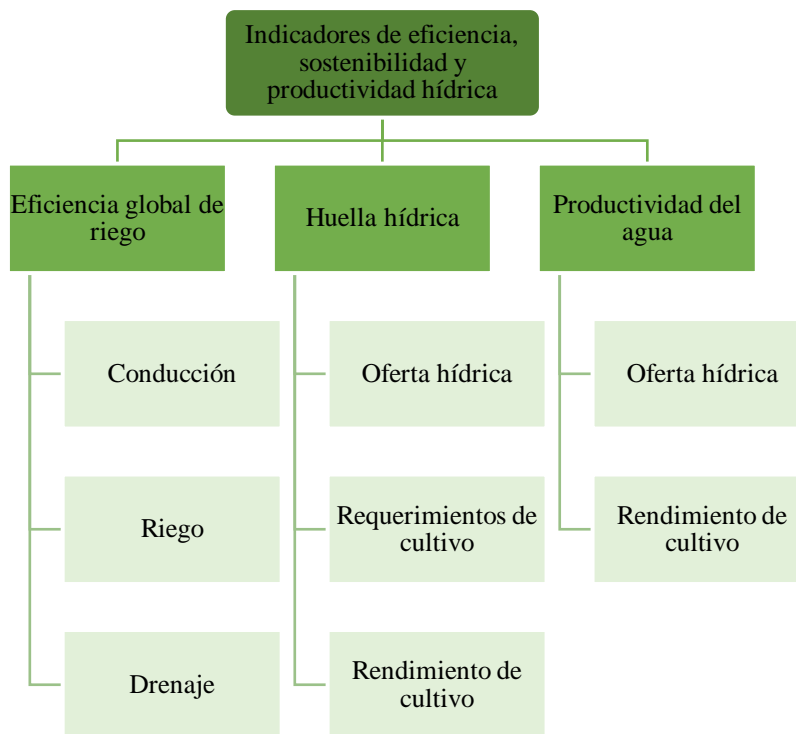 Indicadores de eficiencia,
sostenibilidad y
productividad hídrica
Eficiencia global de
riego
Huella hídrica
Productividad del
agua
Conducción
Oferta hídrica
Oferta hídrica
Riego
Requerimientos de
cultivo
Rendimiento de
cultivo
Drenaje
Rendimiento de
cultivo